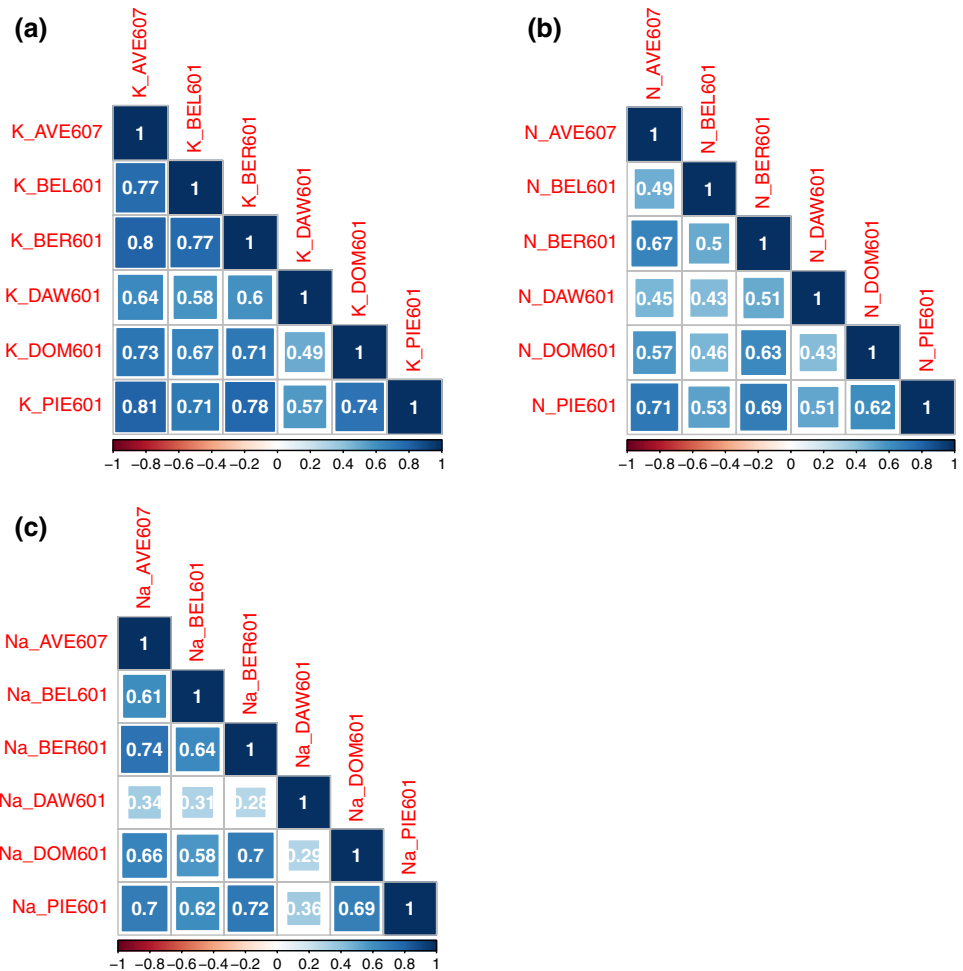 (a)
K_AVE607
K_BEL601
K_BER601
K_DAW601
K_DOM601
K_PIE601
K_AVE607 1
K_BEL601 0.77 1
K_BER601 0.8 0.77 1
K_DAW601 0.64 0.58 0.6 1
K_DOM601 0.73 0.67 0.71 0.49 1
K_PIE601 0.81 0.71 0.78 0.57 0.74 1
-1 -0.8 -0.6 -0.4 -0.2 0 0.2 0.4 0.6 0.8 1
(b)
N_AVE607
N_BEL601
N_BER601
N_DAW601
N_DOM601
N_PIE601
N_AVE607 1
N_BEL601 0.49 1
N_BER601 0.67 0.5 1
N_DAW601 0.45 0.43 0.51 1
N_DOM601 0.57 0.46 0.63 0.43 1
N_PIE601 0.71 0.53 0.69 0.51 0.62 1
-1 -0.8 -0.6 -0.4 -0.2 0 0.2 0.4 0.6 0.8 1
(c)
Na_AVE607
Na_BEL601
Na_BER601
Na_DAW601
Na_DOM601
Na_PIE601
Na_AVE607 1
Na_BEL601 0.61 1
Na_BER601 0.74 0.64 1
Na_DAW601 0.34 0.31 0.28 1
Na_DOM601 0.66 0.58 0.7 0.29 1
Na_PIE601 0.7 0.62 0.72 0.36 0.69 1
-1 -0.8 -0.6 -0.4 -0.2 0 0.2 0.4 0.6 0.8 1